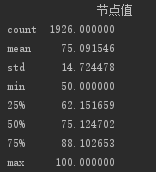 节点值
count 1926.000000
mean 75.091546
std 14.724478
min 50.000000
25% 62.151659
50% 75.124702
75% 88.102653
max 100.000000